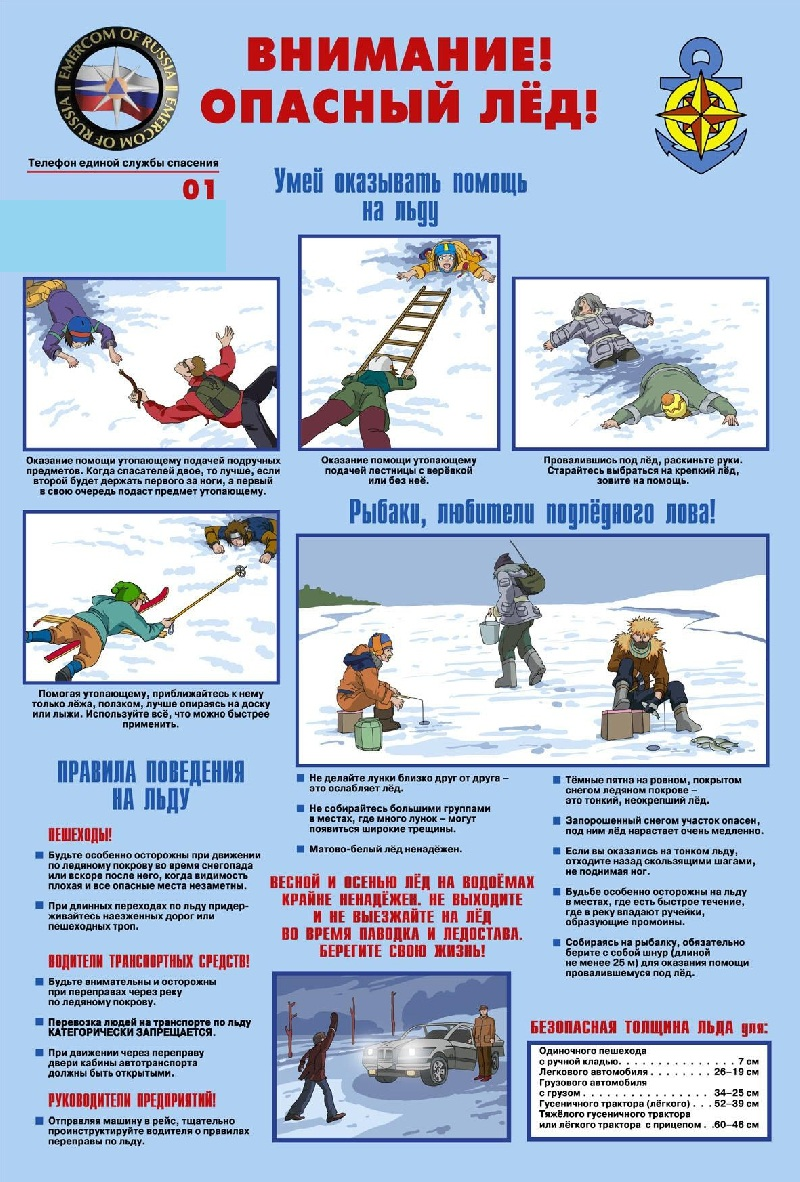 EMERCOM OF RUSSIA || EMERCOM OF RUSSIA ||
ВНИМАНИЕ!
ОПАСНЫЙ ЛЁД!
Телефон единой службы спасения
01
Умей оказывать помощь
на льду
Оказание помощи утопающему подачей подручных
предметов. Когда спасателей двое, то лучше, если
второй будет держать первого за ноги, а первый
в свою очередь подаст предмет утопающему.
Оказание помощи утопающему
подачей лестницы с верёвкой
или без неё.
Провалившись под лёд, раскиньте руки.
Старайтесь выбраться на крепкий лёд,
зовите на помощь.
Помогая утопающему, приближайтесь к нему
только лёжа, ползком, лучше опираясь на доску
или лыжи. Используйте всё, что можно быстрее
применить.
Рыбаки, любители подлёдного лова!
Не делайте лунки близко друг от друга –
это ослабляет лёд.
Не собирайтесь большими группами
в местах, где много лунок – могут
появиться широкие трещины.
Матово-белый лёд ненадёжен.
Тёмные пятна на ровном, покрытом
снегом ледяном покрове –
это тонкий, неокрепший лёд.
Запорошенный снегом участок опасен,
под ним лёд нарастает очень медленно.
Если вы оказались на тонком льду,
отходите назад скользящими шагами,
не поднимая ног.
Будьбе особенно осторожны на льду
в местах, где есть быстрое течение,
где в реку впадают ручейки,
образующие промоины.
Собираясь на рыбалку, обязательно
берите с собой шнур (длиной
не менее 25 м) для оказания помощи
провалившемуся под лёд.
ПРАВИЛА ПОВЕДЕНИЯ
НА ЛЬДУ
ПЕШЕХОДЫ!
Будьте особенно осторожны при движении
по ледяному покрову во время снегопада
или вскоре после него, когда видимость
плохая и все опасные места незаметны.
При длинных переходах по льду придер-
живайтесь наезженных дорог или
пешеходных троп.
ВОДИТЕЛИ ТРАНСПОРТНЫХ СРЕДСТВ!
Будьте внимательны и осторожны
при переправах через реку
по ледяному покрову.
Перевозка людей на транспорте по льду
КАТЕГОРИЧЕСКИ ЗАПРЕЩАЕТСЯ.
При движении через переправу
двери кабины автотранспорта
должны быть открытыми.
РУКОВОДИТЕЛИ ПРЕДПРИЯТИЙ!
Отправляя машину в рейс, тщательно
проинструктируйте водителя о правилах
переправы по льду.
ВЕСНОЙ И ОСЕНЬЮ ЛЁД НА ВОДОЁМАХ
КРАЙНЕ НЕНАДЁЖЕН. НЕ ВЫХОДИТЕ
И НЕ ВЫЕЗЖАЙТЕ НА ЛЁД
ВО ВРЕМЯ ПАВОДКА И ЛЕДОСТАВА.
БЕРЕГИТЕ СВОЮ ЖИЗНЬ!
БЕЗОПАСНАЯ ТОЛЩИНА ЛЬДА для:
Одиночного пешехода
с ручной кладью. . . . . . . . . . . . . . . 7 см
Легкового автомобиля . . . . . . . . 26–19 см
Грузового автомобиля
с грузом . . . . . . . . . . . . . . . . 34–25 см
Гусеничного трактора (лёгкого) . . . 52–39 см
Тяжёлого гусеничного трактора
или лёгкого трактора с прицепом . .60–46 см